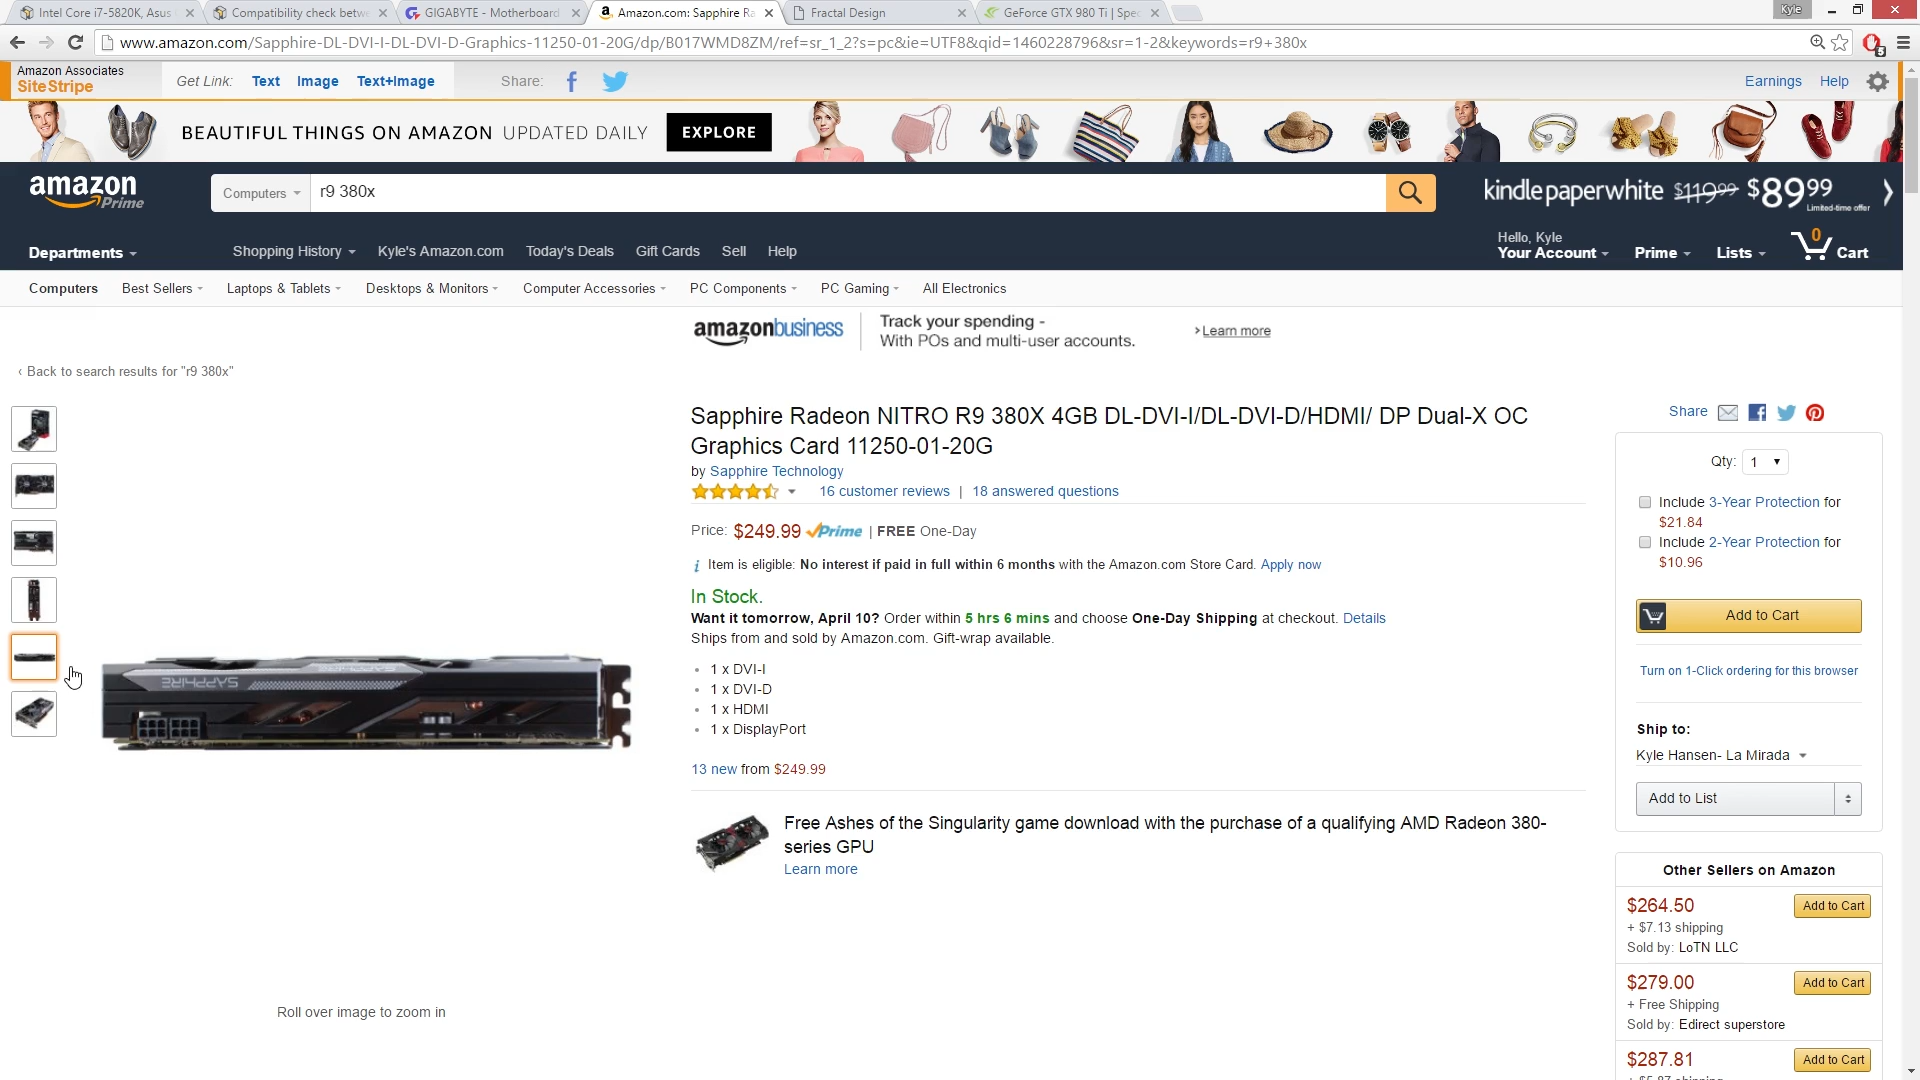 Intel Core i7-5820K, Asus
Compatibility check betwe
GIGABYTE - Motherboard
Amazon.com: Sapphire Ra
Fractal Design
GeForce GTX 980 Ti | Spec
Kyle
www.amazon.com/Sapphire-DL-DVI-I-DL-DVI-D-Graphics-11250-01-20G/dp/B017WMD8ZM/ref=sr_1_2?s=pc&ie=UTF8&qid=1460228796&sr=1-2&keywords=r9+380x
Amazon Associates
SiteStripe
Get Link: Text Image Text+Image
Share:
Earnings Help
BEAUTIFUL THINGS ON AMAZON UPDATED DAILY EXPLORE
amazon Prime
Computers
r9 380x
kindle paperwhite $119.99 $89.99
Limited-time offer
Departments
Shopping History Kyle's Amazon.com Today's Deals Gift Cards Sell Help
Hello, Kyle
Your Account Prime Lists 0 Cart
Computers Best Sellers Laptops & Tablets Desktops & Monitors Computer Accessories PC Components PC Gaming All Electronics
amazonbusiness
Track your spending -
With POs and multi-user accounts.
› Learn more
‹ Back to search results for "r9 380x"
Sapphire Radeon NITRO R9 380X 4GB DL-DVI-I/DL-DVI-D/HDMI/ DP Dual-X OC
Graphics Card 11250-01-20G
by Sapphire Technology
16 customer reviews | 18 answered questions
Price: $249.99 Prime | FREE One-Day
i Item is eligible: No interest if paid in full within 6 months with the Amazon.com Store Card. Apply now
In Stock.
Want it tomorrow, April 10? Order within 5 hrs 6 mins and choose One-Day Shipping at checkout. Details
Ships from and sold by Amazon.com. Gift-wrap available.
• 1 x DVI-I
• 1 x DVI-D
• 1 x HDMI
• 1 x DisplayPort
13 new from $249.99
Free Ashes of the Singularity game download with the purchase of a qualifying AMD Radeon 380-
series GPU
Learn more
SAPPHIRE
Roll over image to zoom in
Share
Qty: 1
Include 3-Year Protection for
$21.84
Include 2-Year Protection for
$10.96
Add to Cart
Turn on 1-Click ordering for this browser
Ship to:
Kyle Hansen- La Mirada
Add to List
Other Sellers on Amazon
$264.50 Add to Cart
+ $7.13 shipping
Sold by: LoTN LLC
$279.00 Add to Cart
+ Free Shipping
Sold by: Edirect superstore
$287.81 Add to Cart
+ $5.87 shipping